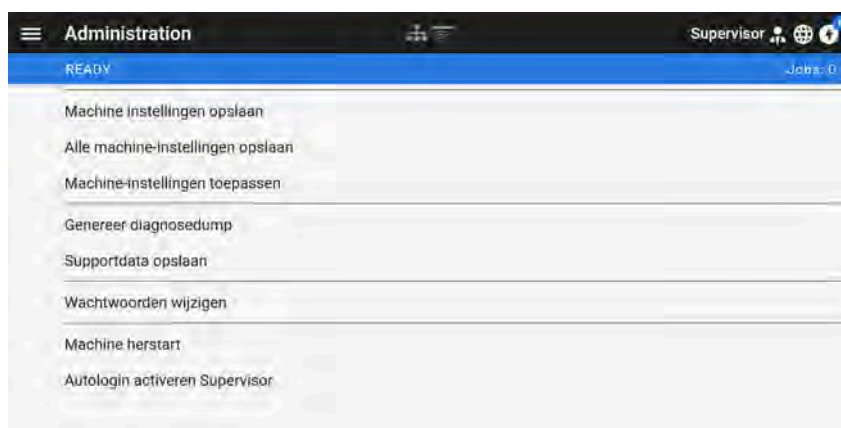 Administration
Supervisor
READY
Jobs: 0
Machine instellingen opslaan
Alle machine-instellingen opslaan
Machine-instellingen toepassen
Genereer diagnosedump
Supportdata opslaan
Wachtwoorden wijzigen
Machine herstart
Autologin activeren Supervisor